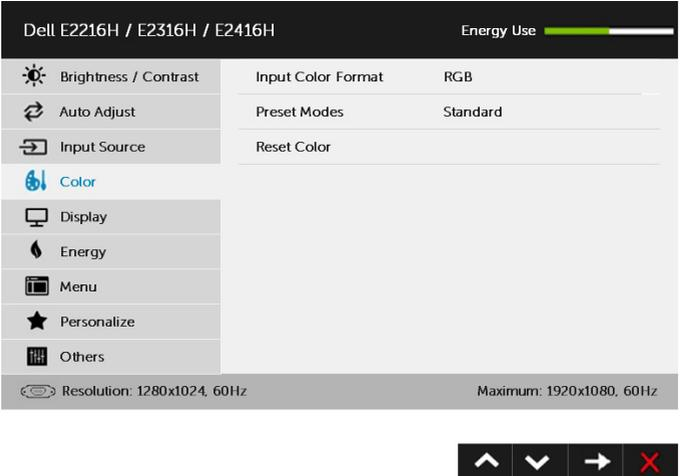 Dell E2216H / E2316H / E2416H Energy Use
Brightness / Contrast Input Color Format RGB
Auto Adjust Preset Modes Standard
Input Source Reset Color
Color
Display
Energy
Menu
Personalize
Others
Resolution: 1280x1024, 60Hz Maximum: 1920x1080, 60Hz